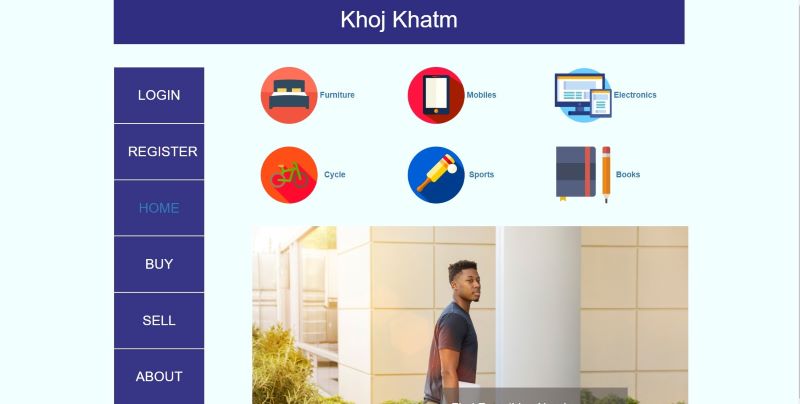 Khoj Khatm
LOGIN
REGISTER
HOME
BUY
SELL
ABOUT
Furniture
Mobiles
Electronics
Cycle
Sports
Books